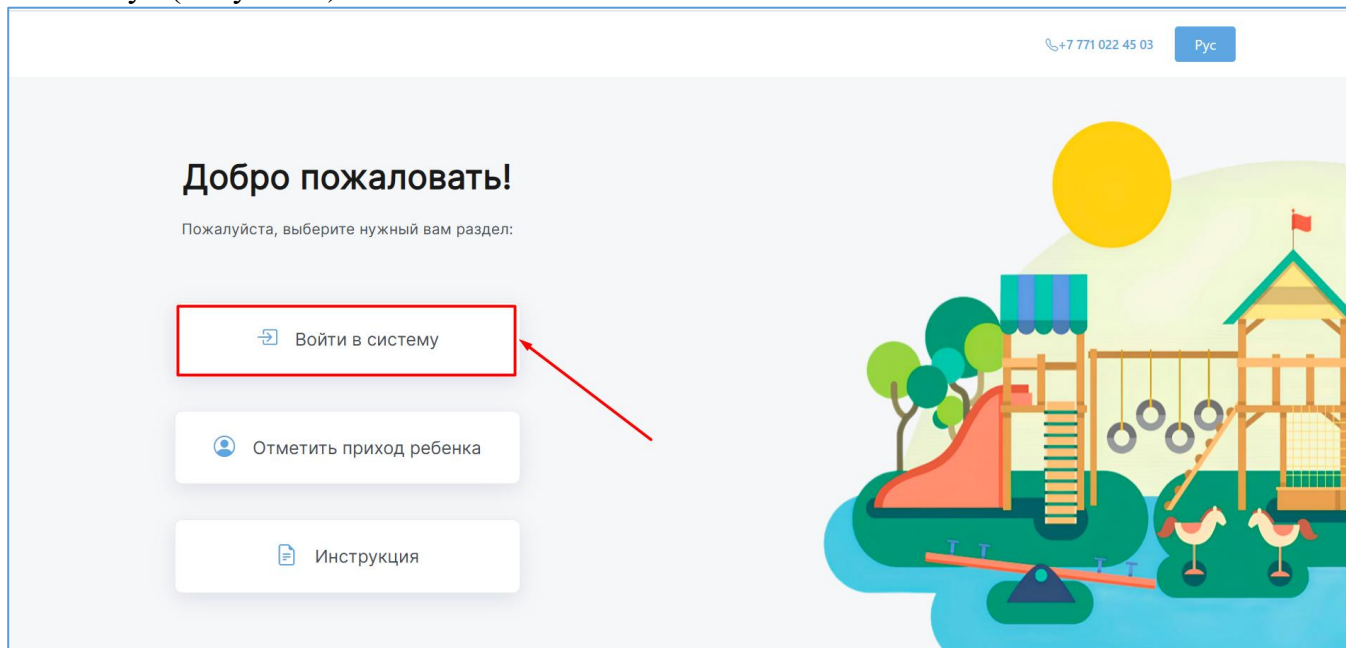 +7 771 022 45 03
Рус
Добро пожаловать!
Пожалуйста, выберите нужный вам раздел:
Войти в систему
Отметить приход ребенка
Инструкция